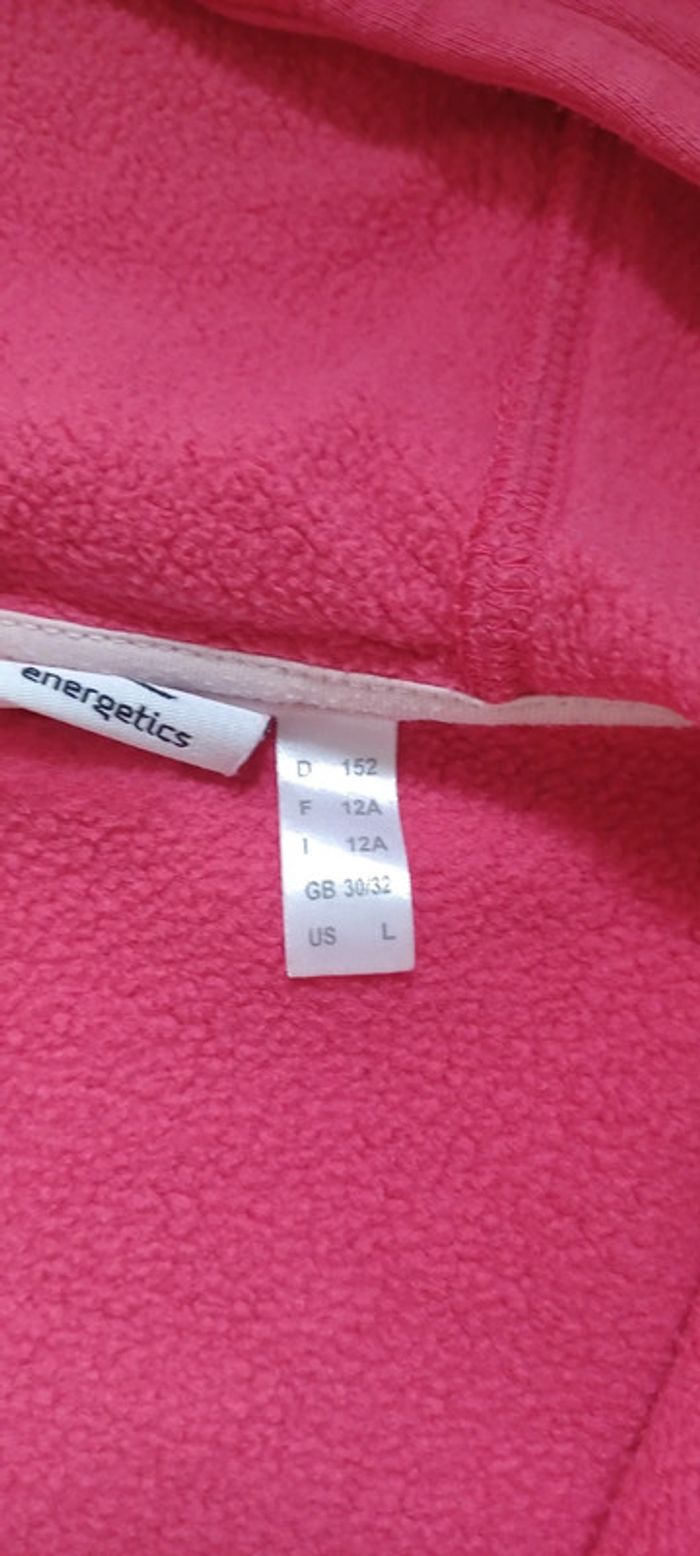 energetics
D 152
F 12A
I 12A
GB 30/32
US L